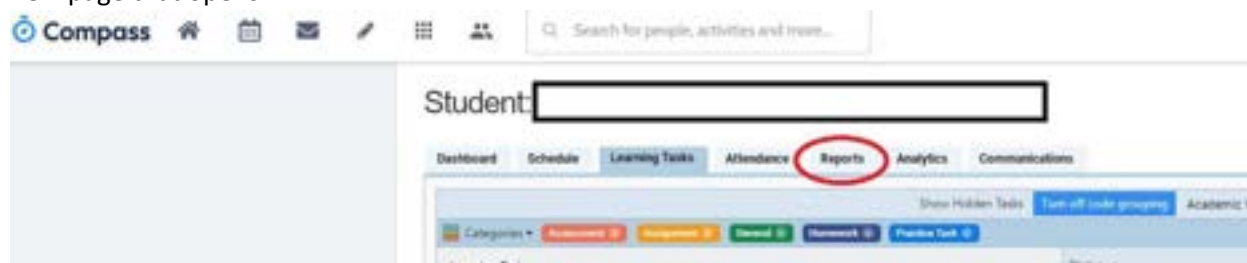 Compass Search for people, activities and more...
Student:
Dashboard Schedule Learning Tasks Attendance Reports Analytics Communications
Show Hidden Tasks Turn off code grouping Academic
Categories Assessment Assignment General Homework Practice Task